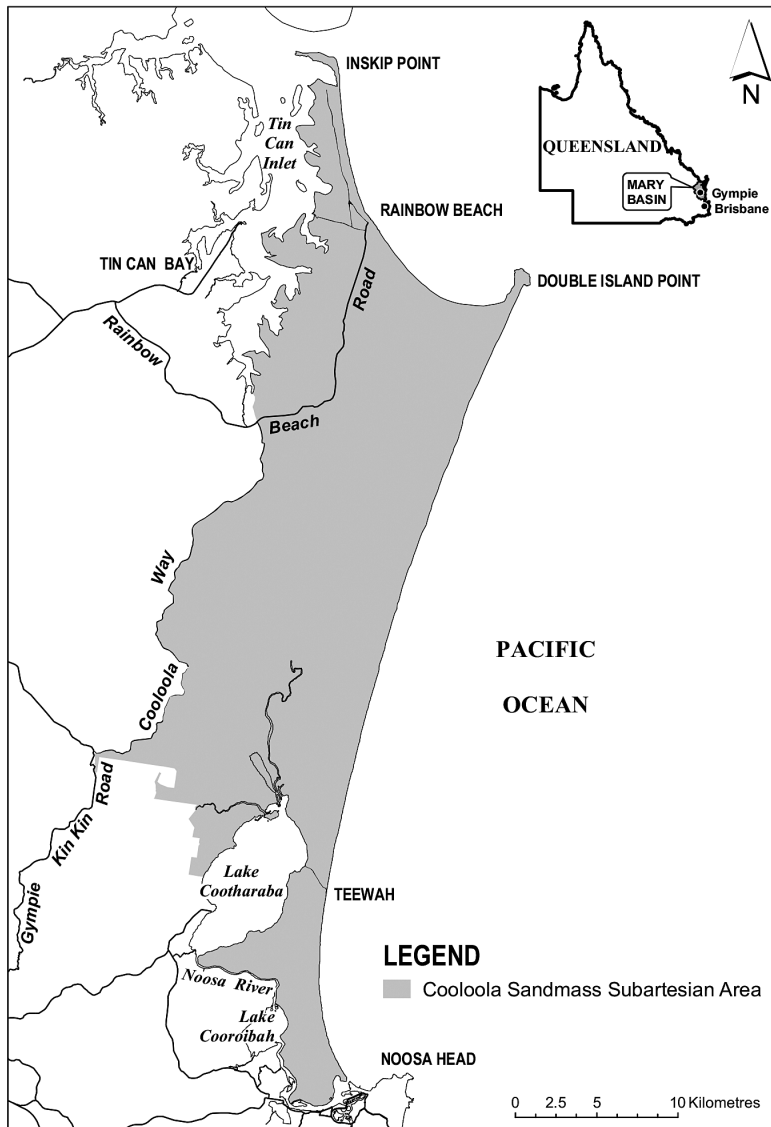 INSKIP POINT
Tin
Can
Inlet
QUEENSLAND
N
MARY
BASIN
Gympie
Brisbane
RAINBOW BEACH
TIN CAN BAY
DOUBLE ISLAND POINT
Road
Rainbow
Beach
Way
Cooloola
PACIFIC
OCEAN
Road
Kin Kin
Gympie
Lake
Cootharaba
TEEWAH
LEGEND
Cooloola Sandmass Subartesian Area
Noosa River
Lake
Cooroibah
NOOSA HEAD
0 2.5 5 10 Kilometres